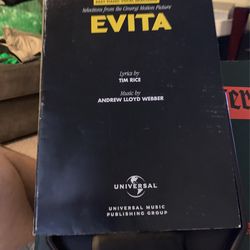 Selections from the Cinergi Motion Picture
EVITA
Lyrics by
TIM RICE
Music by
ANDREW LLOYD WEBBER
UNIVERSAL
UNIVERSAL MUSIC
PUBLISHING GROUP
er